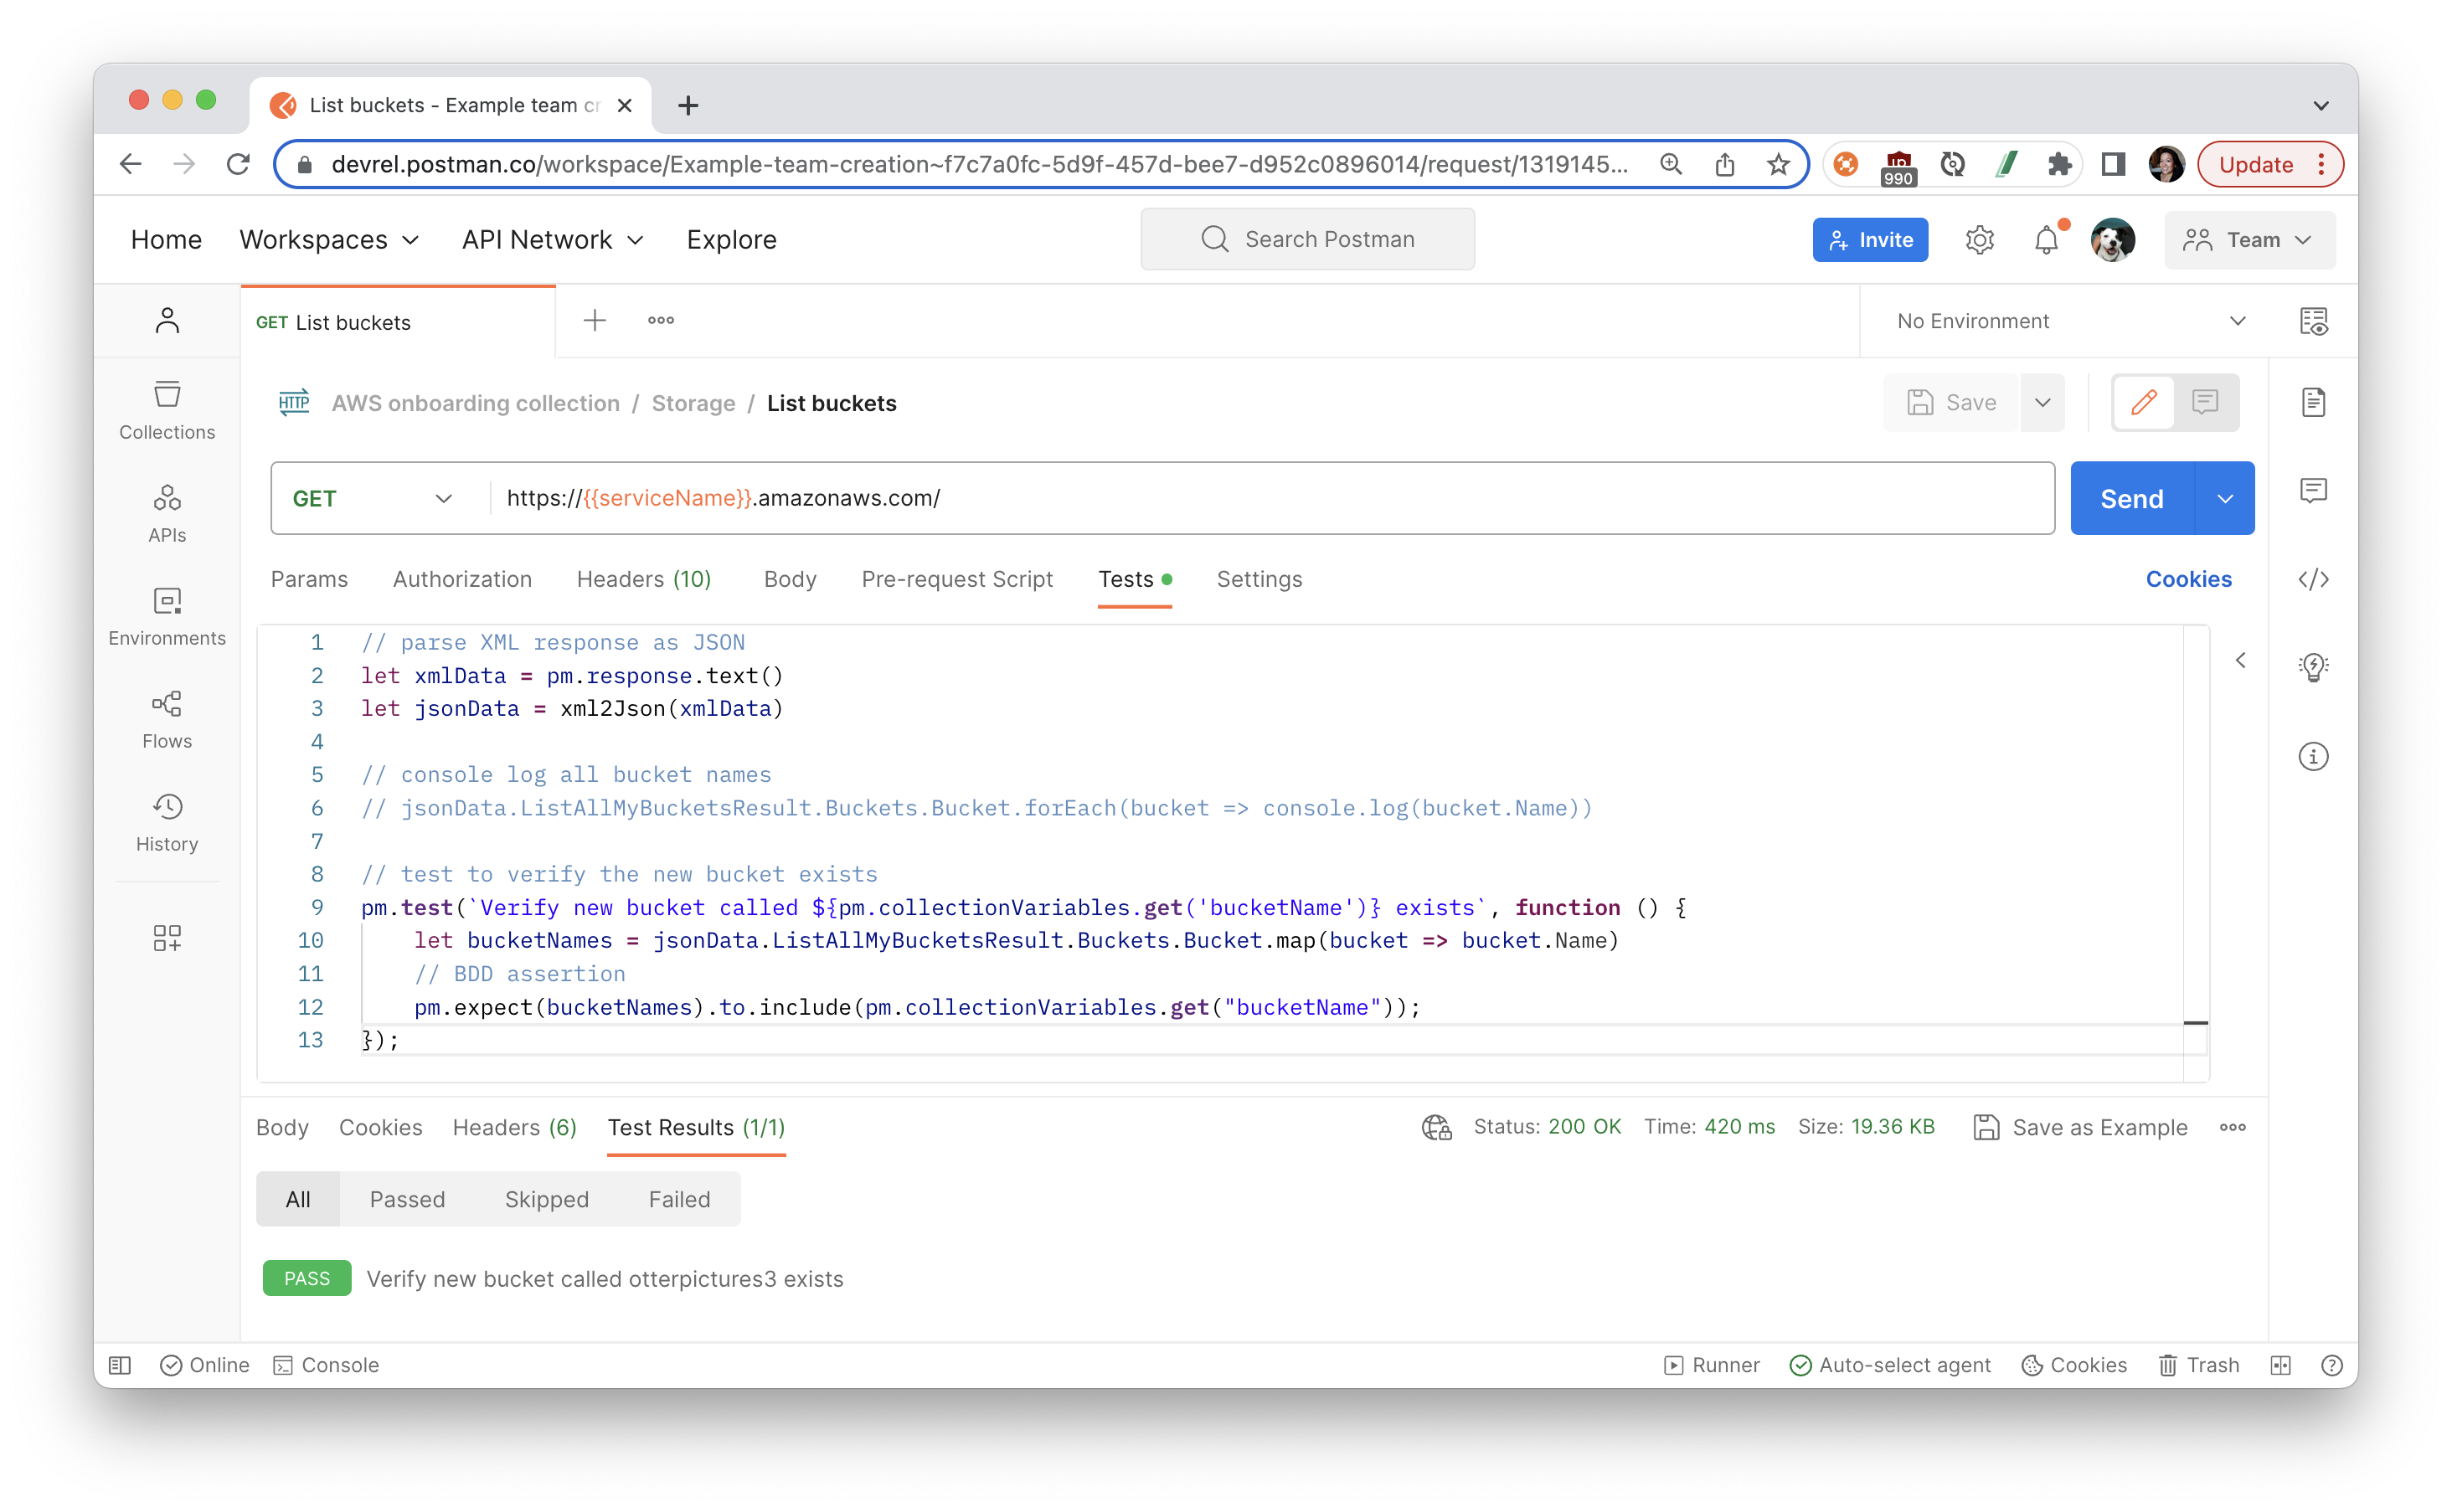 List buckets - Example team cr
devrel.postman.co/workspace/Example-team-creation~f7c7a0fc-5d9f-457d-bee7-d952c0896014/request/1319145...
990
Update
Home
Workspaces
API Network
Explore
Search Postman
Invite
Team
GET List buckets
No Environment
HTTP
AWS onboarding collection / Storage / List buckets
Save
Collections
APIs
Environments
Flows
History
GET
https://{{serviceName}}.amazonaws.com/
Send
Params
Authorization
Headers (10)
Body
Pre-request Script
Tests
Settings
Cookies
1 // parse XML response as JSON
2 let xmlData = pm.response.text()
3 let jsonData = xml2Json(xmlData)
4
5 // console log all bucket names
6 // jsonData.ListAllMyBucketsResult.Buckets.Bucket.forEach(bucket => console.log(bucket.Name))
7
8 // test to verify the new bucket exists
9 pm.test(`Verify new bucket called ${pm.collectionVariables.get('bucketName')} exists`, function () {
10     let bucketNames = jsonData.ListAllMyBucketsResult.Buckets.Bucket.map(bucket => bucket.Name)
11     // BDD assertion
12     pm.expect(bucketNames).to.include(pm.collectionVariables.get("bucketName"));
13 });
Body
Cookies
Headers (6)
Test Results (1/1)
Status: 200 OK
Time: 420 ms
Size: 19.36 KB
Save as Example
All
Passed
Skipped
Failed
PASS
Verify new bucket called otterpictures3 exists
Online
Console
Runner
Auto-select agent
Cookies
Trash